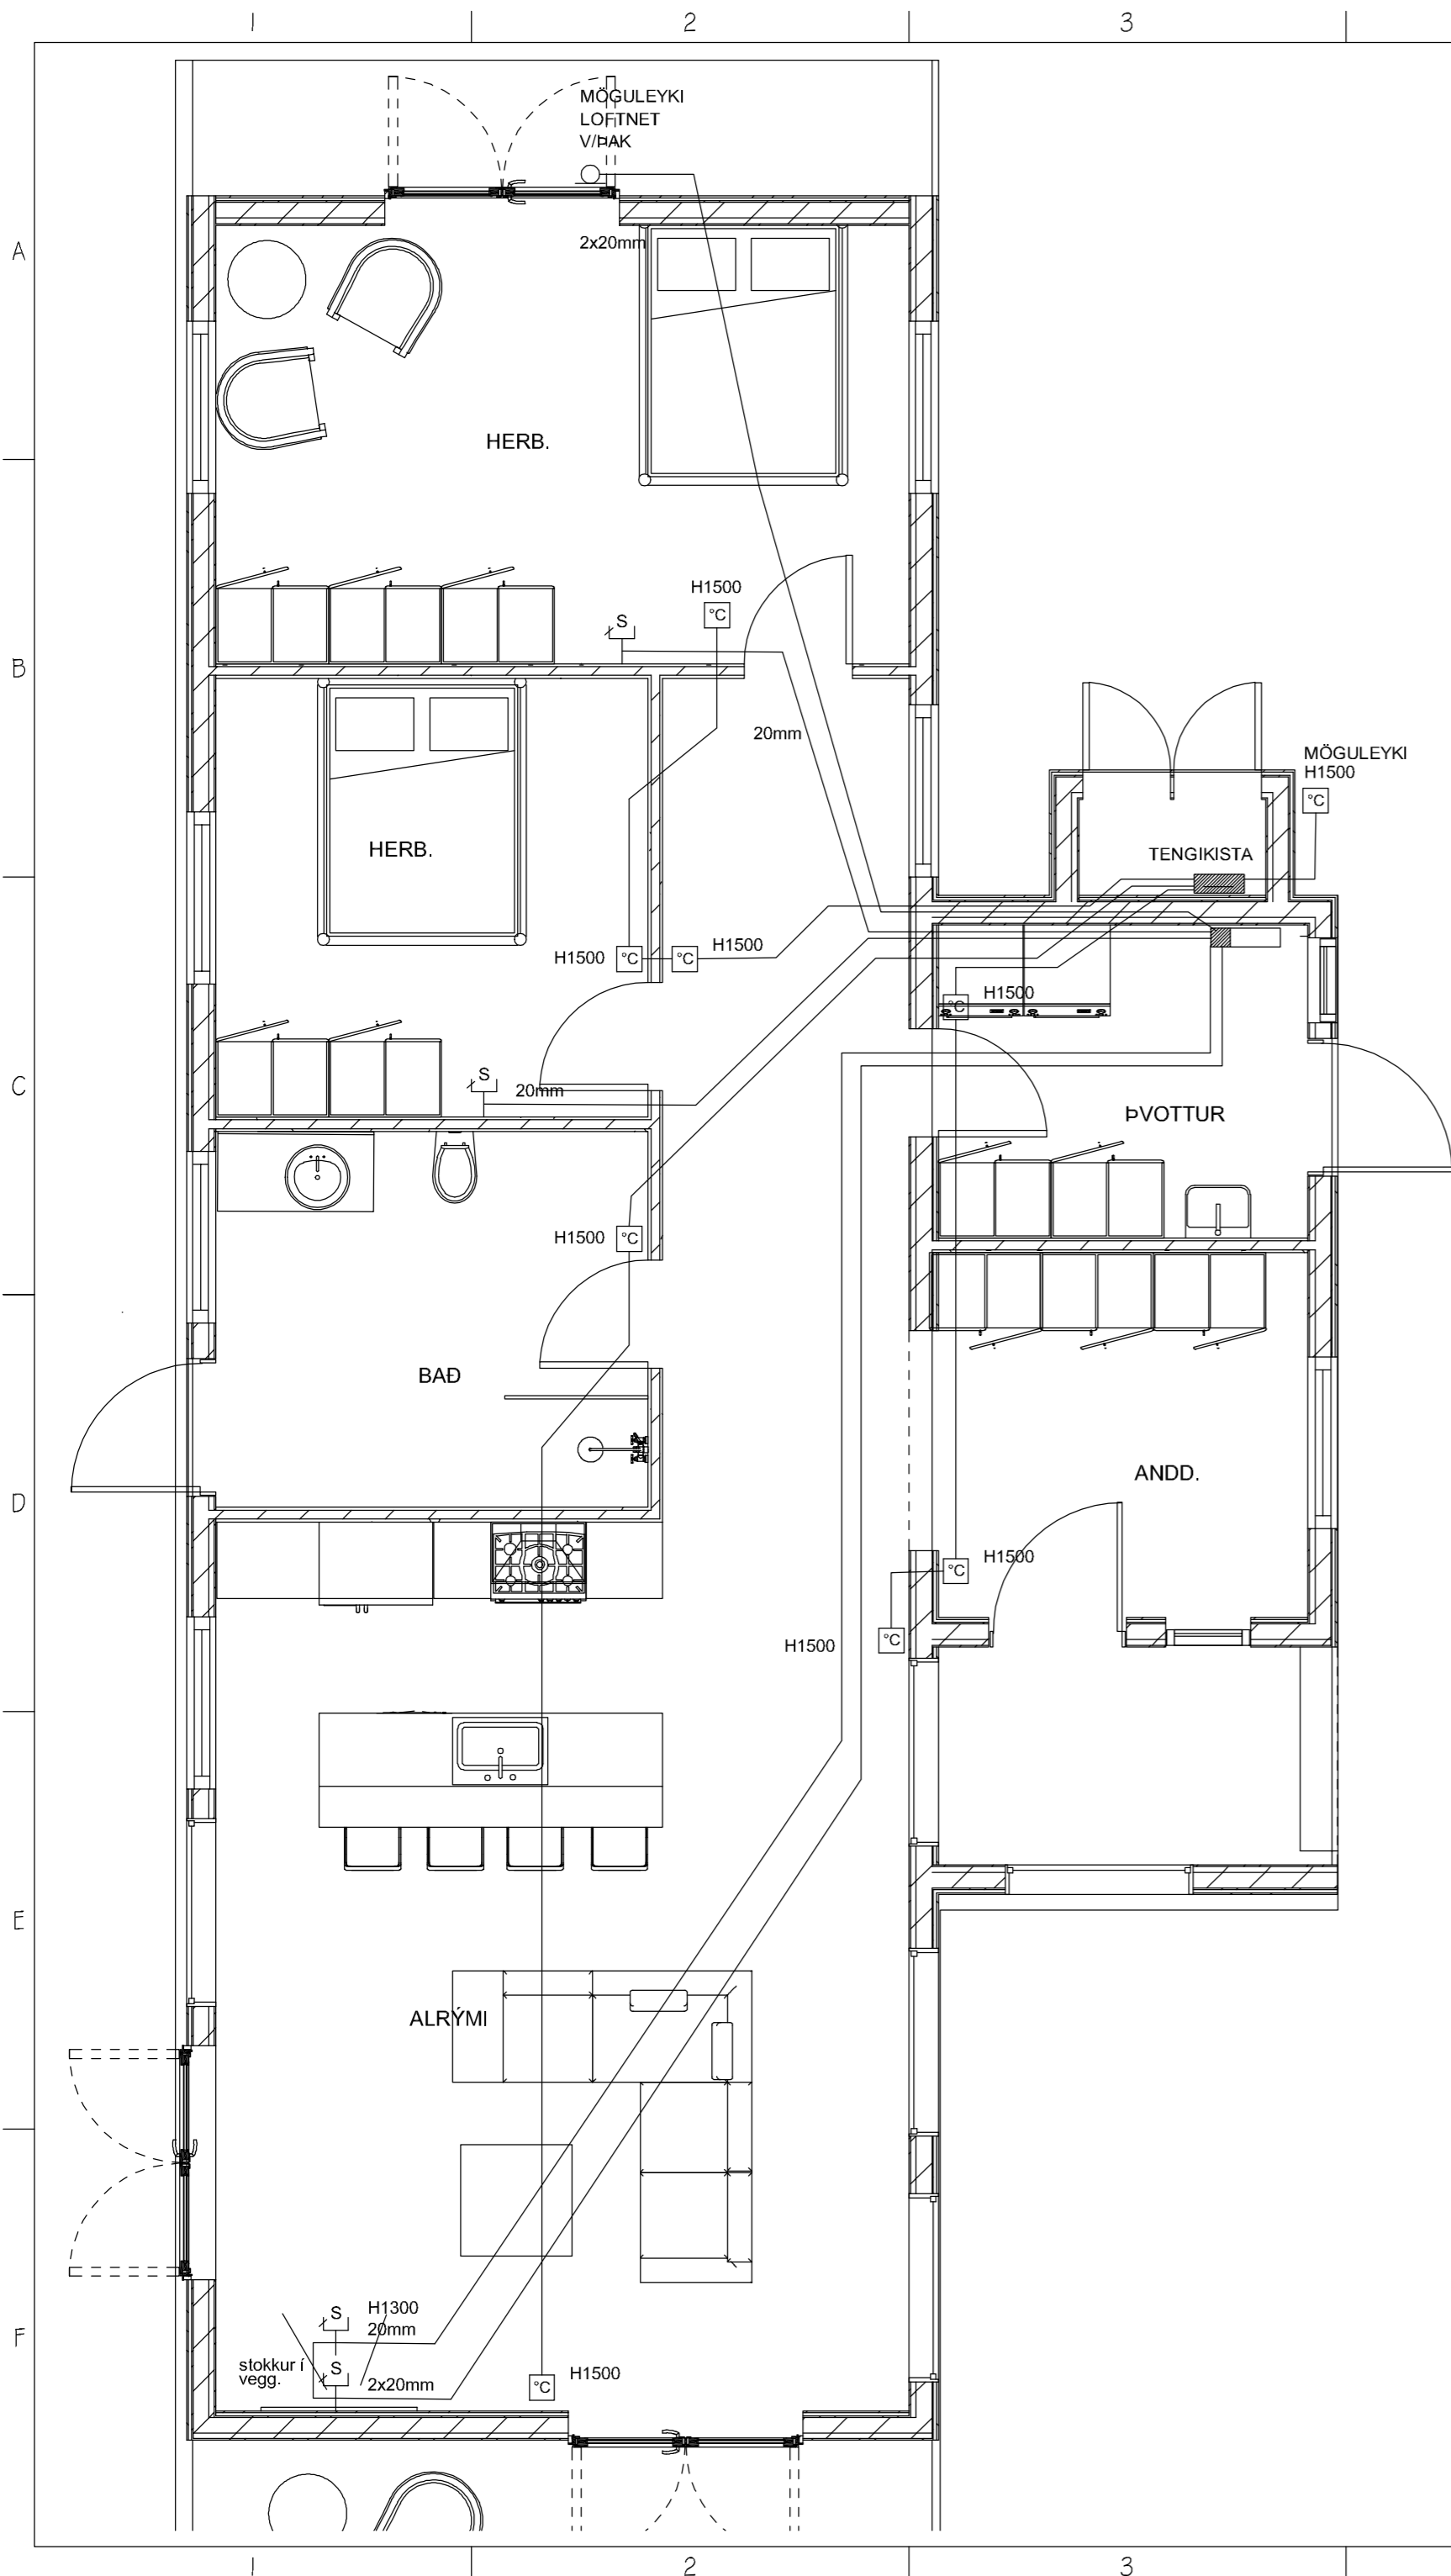 1 2 3
MÖGULEYKI
LOFTNET
V/ÞAK
A
2x20mm
HERB.
H1500
°C
S
B
20mm
MÖGULEYKI
H1500
°C
HERB.
TENGIKISTA
H1500 °C °C H1500
°C H1500
S
20mm
C
ÞVOTTUR
H1500 °C
BAÐ
ANDD.
D
°C H1500
H1500 °C
E
ALRÝMI
S H1300
20mm
F
stokkur í
vegg.
S 2x20mm
°C H1500
1 2 3